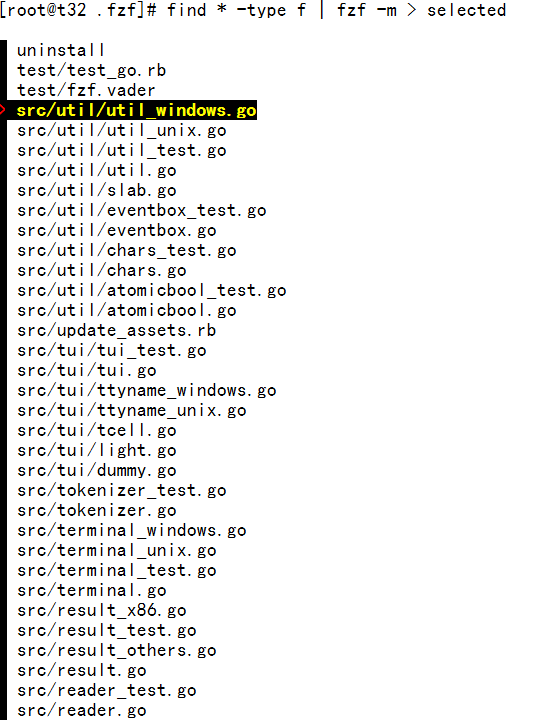 [root@t32 .fzf]# find * -type f | fzf -m > selected
uninstall
test/test_go.rb
test/fzf.vader
> src/util/util_windows.go
src/util/util_unix.go
src/util/util_test.go
src/util/util.go
src/util/slab.go
src/util/eventbox_test.go
src/util/eventbox.go
src/util/chars_test.go
src/util/chars.go
src/util/atomicbool_test.go
src/util/atomicbool.go
src/update_assets.rb
src/tui/tui_test.go
src/tui/tui.go
src/tui/ttyname_windows.go
src/tui/ttyname_unix.go
src/tui/tcell.go
src/tui/light.go
src/tui/dummy.go
src/tokenizer_test.go
src/tokenizer.go
src/terminal_windows.go
src/terminal_unix.go
src/terminal_test.go
src/terminal.go
src/result_x86.go
src/result_test.go
src/result_others.go
src/result.go
src/reader_test.go
src/reader.go